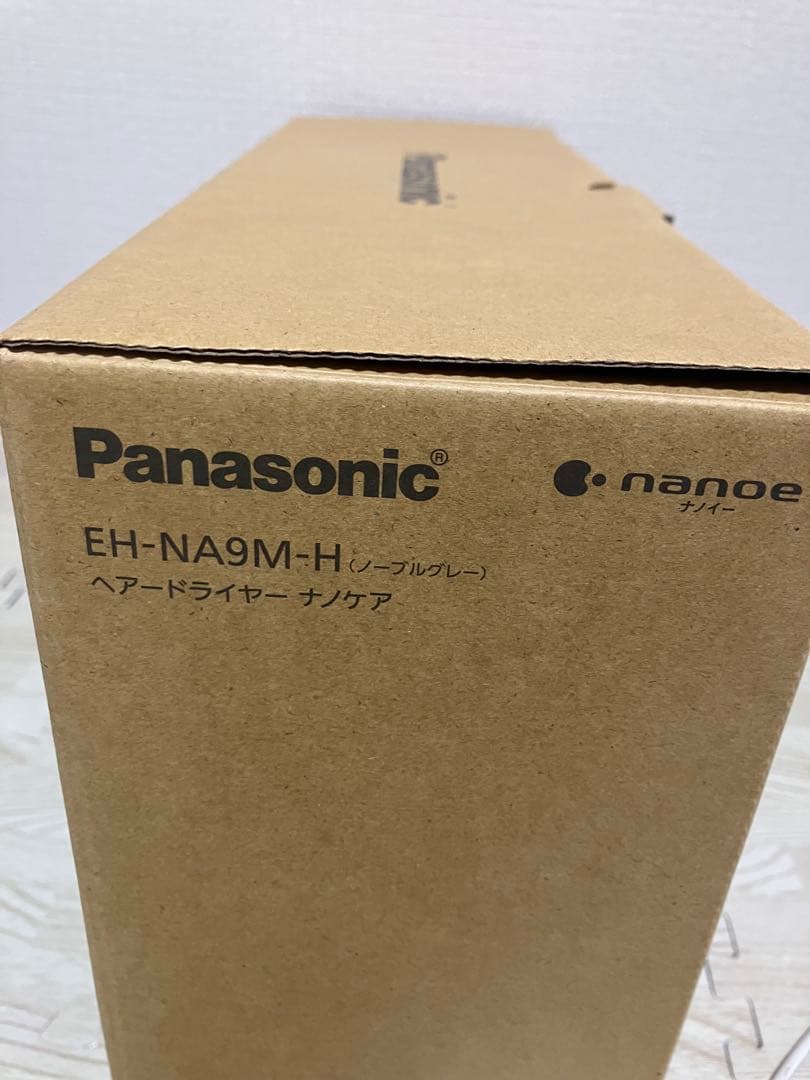 Panasonic
Panasonic®
nanoe
ナノイー
EH-NA9M-H(ノーブルグレー)
ヘアードライヤー ナノケア